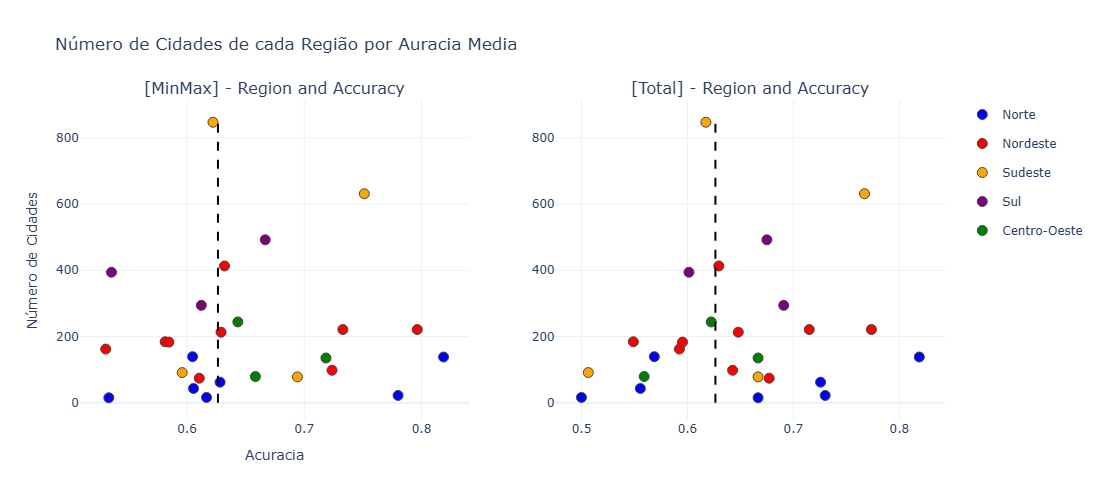 Número de Cidades de cada Região por Auracia Media
[MinMax] - Region and Accuracy
[Total] - Region and Accuracy
Número de Cidades
800
600
400
200
0
0.6
0.7
0.8
Acuracia
800
600
400
200
0
0.5
0.6
0.7
0.8
Norte
Nordeste
Sudeste
Sul
Centro-Oeste